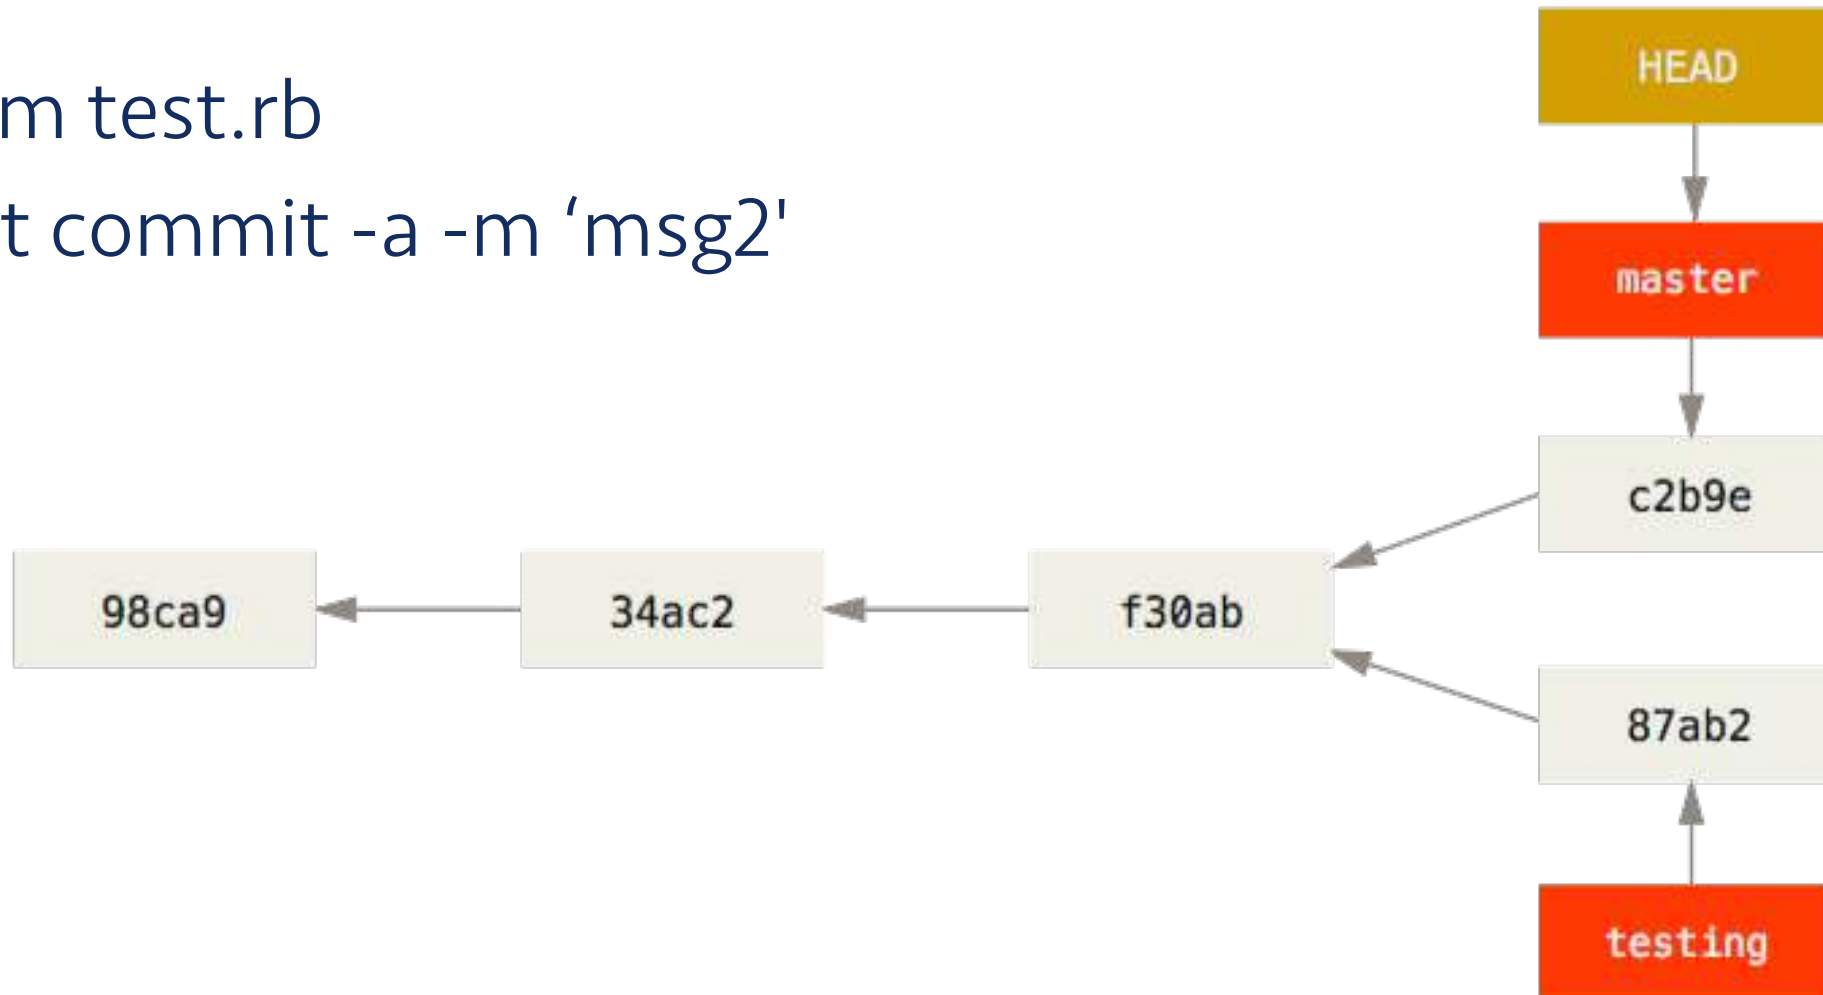 m test.rb
t commit -a -m ‘msg2'
HEAD
master
c2b9e
98ca9
34ac2
f30ab
87ab2
testing